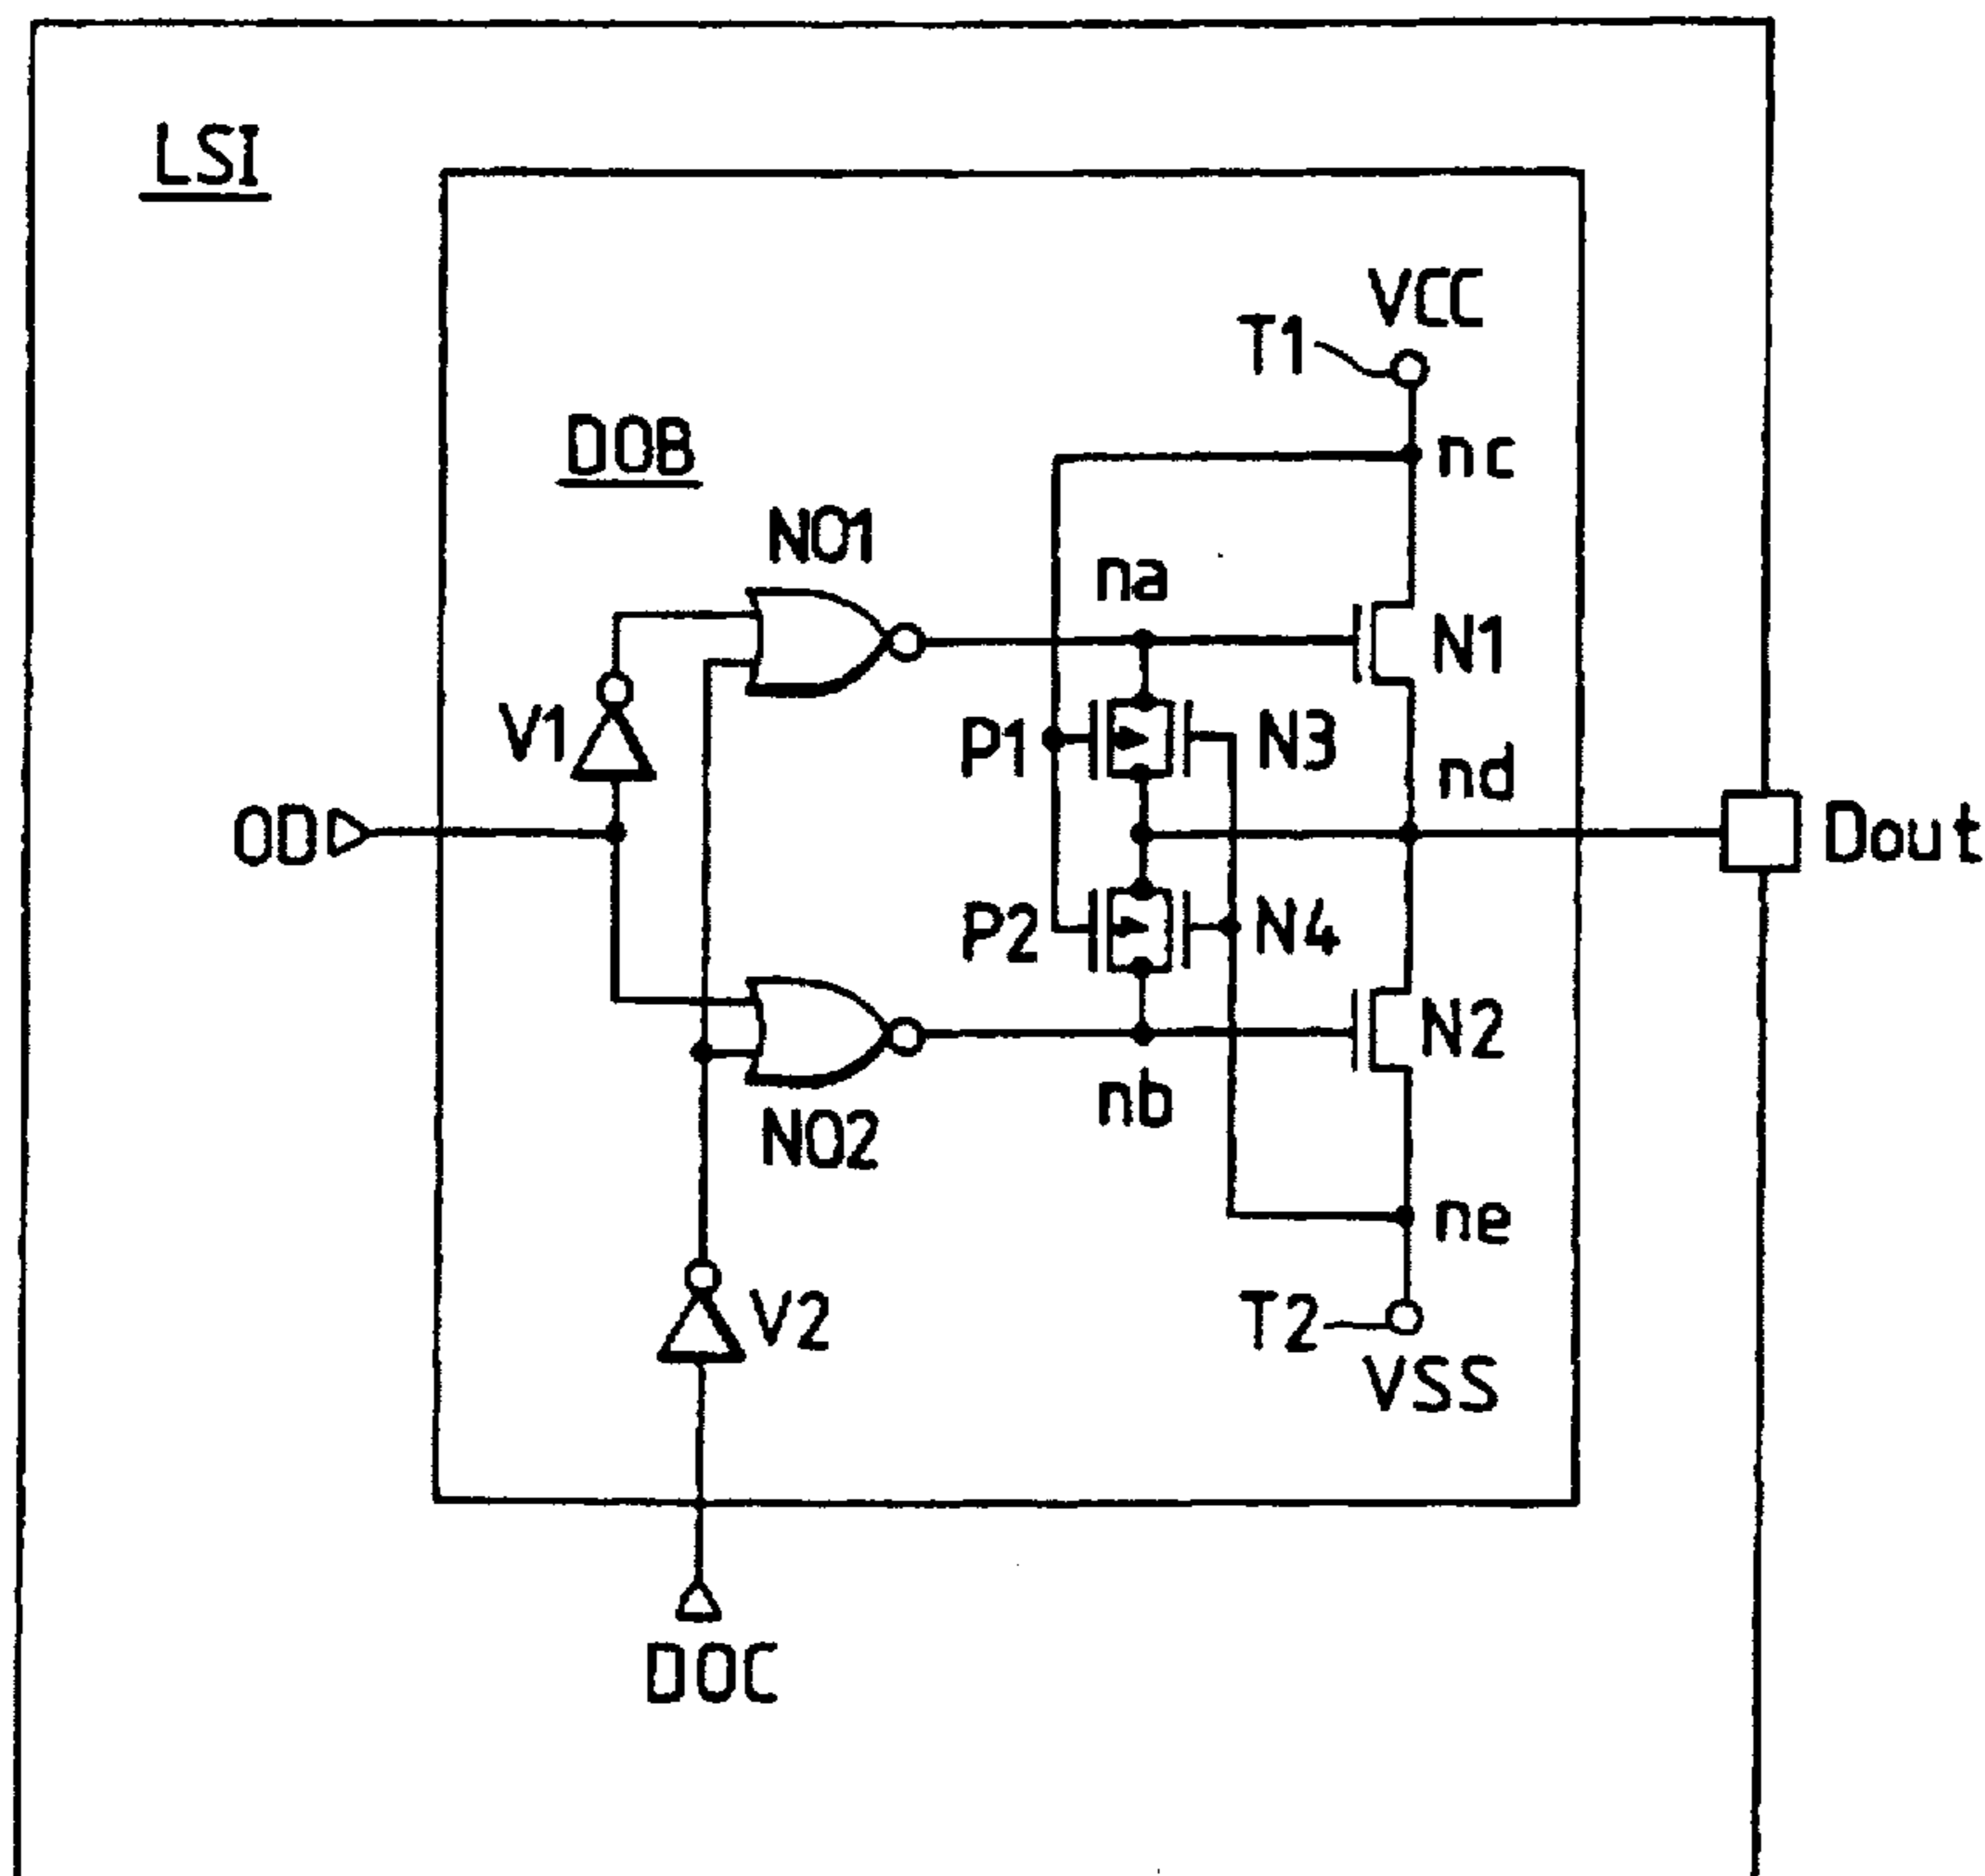 LSI
VCC
T1
DOB
nc
NO1
na
N1
V1
P1
N3
nd
OD
Dout
P2
N4
N2
nb
NO2
ne
V2
T2
VSS
DOC